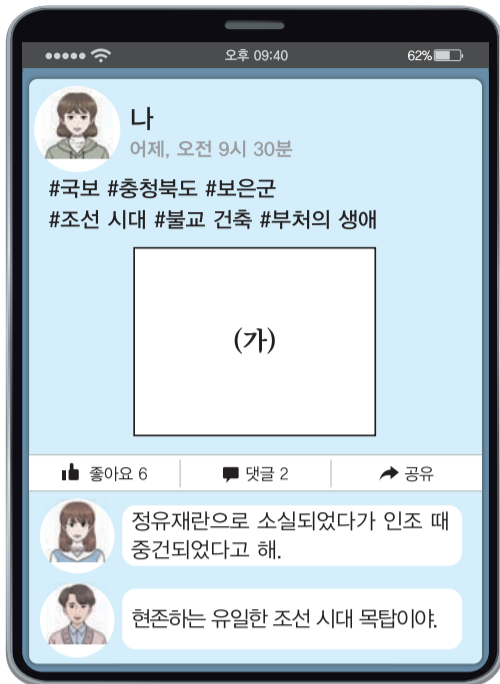 오후 09:40
62%
나
어제, 오전 9시 30분
#국보 #충청북도 #보은군
#조선 시대 #불교 건축 #부처의 생애
(가)
좋아요 6
댓글 2
공유
정유재란으로 소실되었다가 인조 때
중건되었다고 해.
현존하는 유일한 조선 시대 목탑이야.